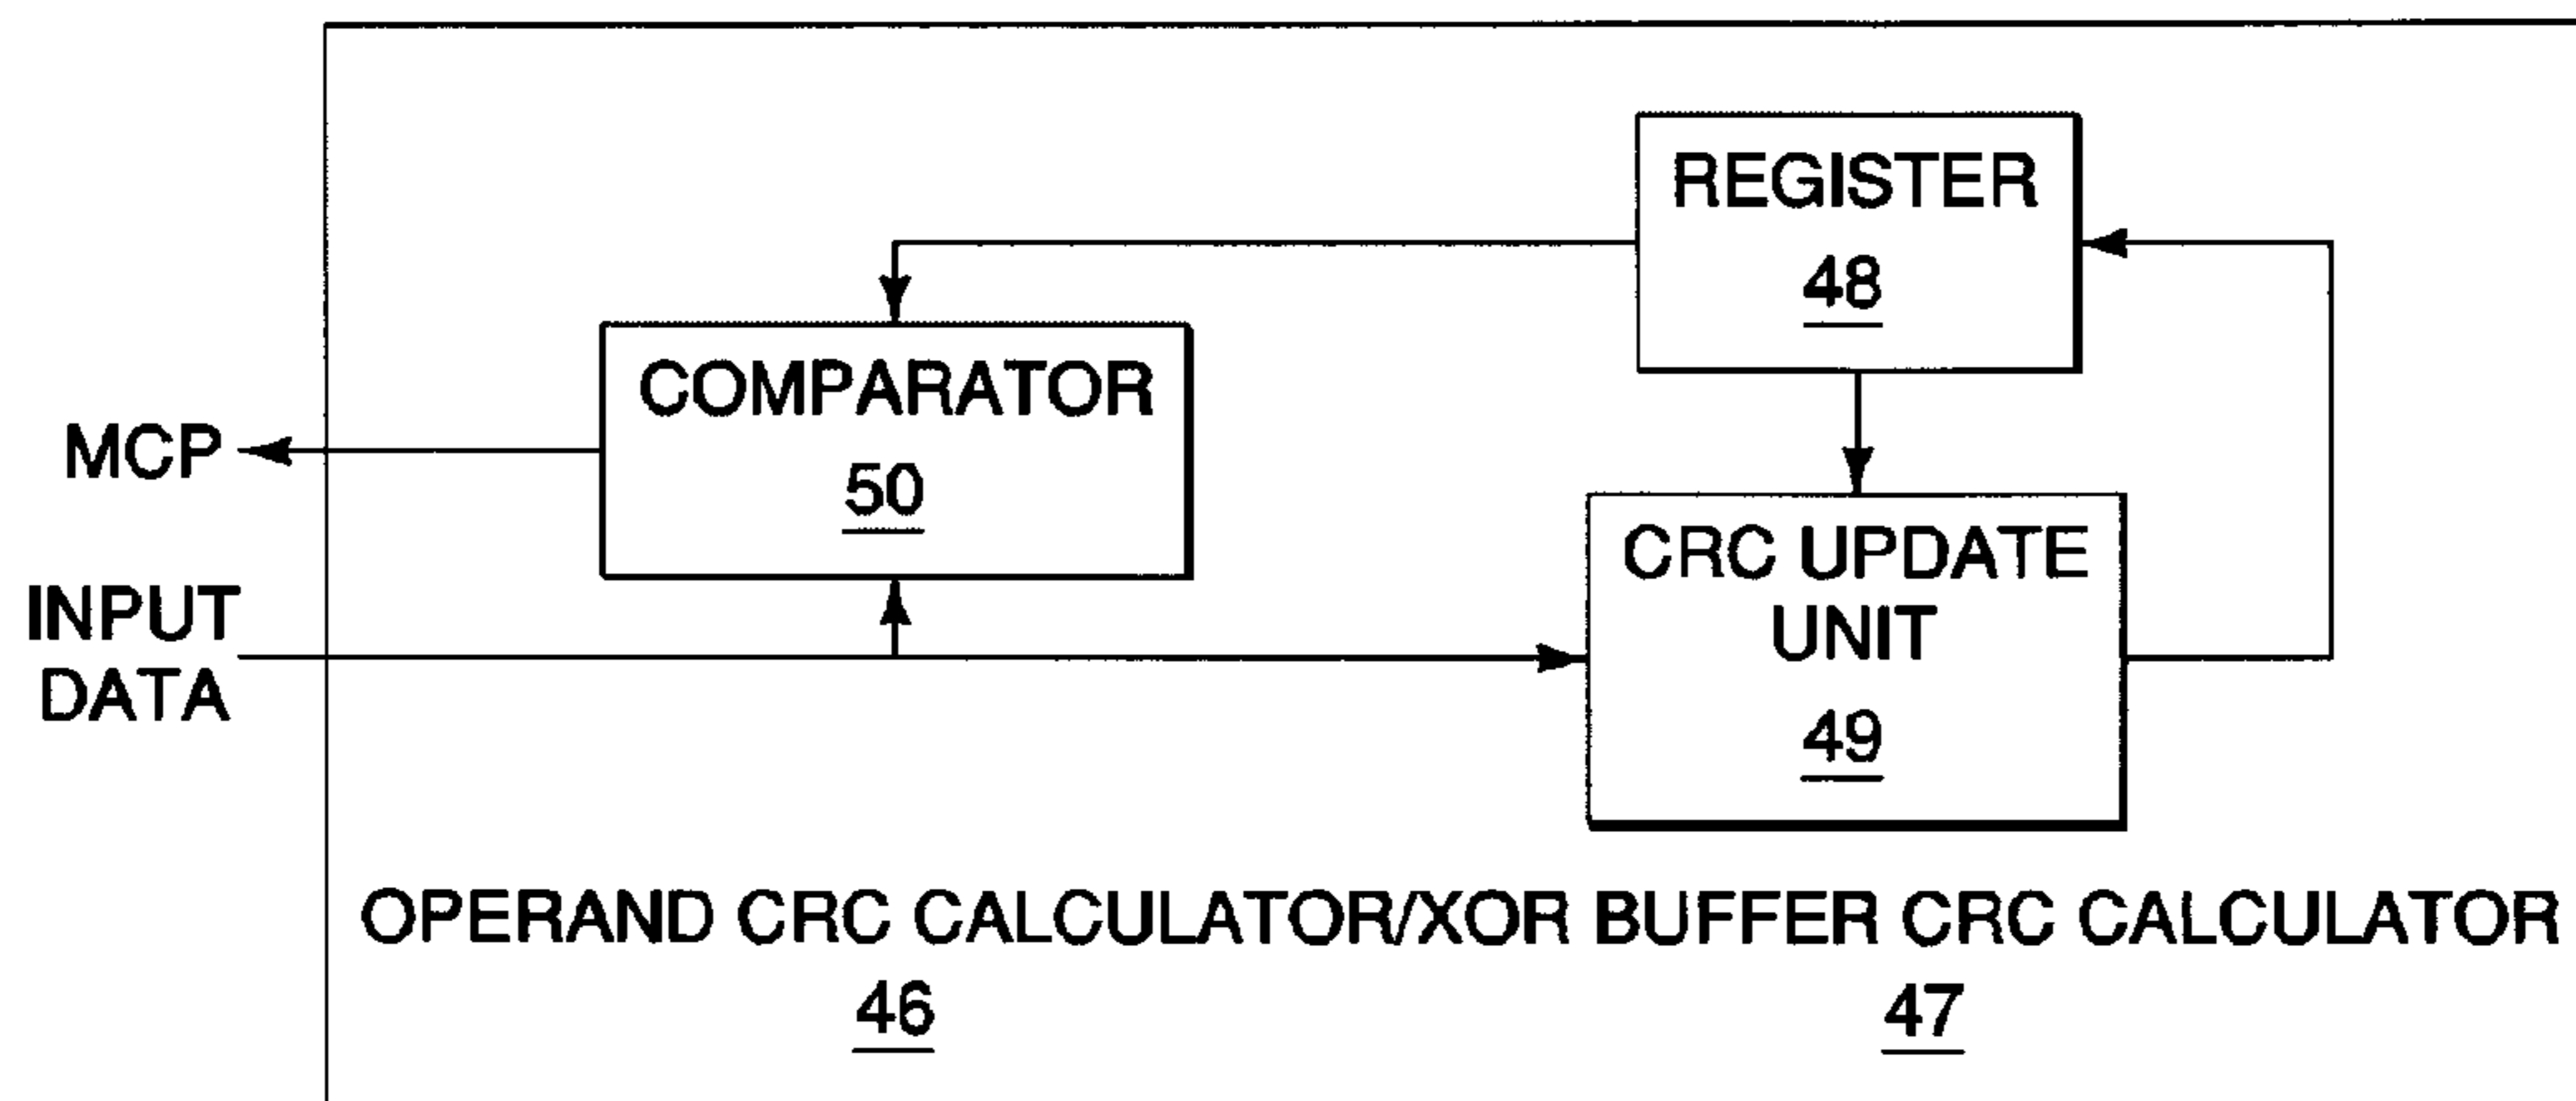 REGISTER
48
COMPARATOR
50
MCP
CRC UPDATE
UNIT
49
INPUT
DATA
OPERAND CRC CALCULATOR/XOR BUFFER CRC CALCULATOR
46 47